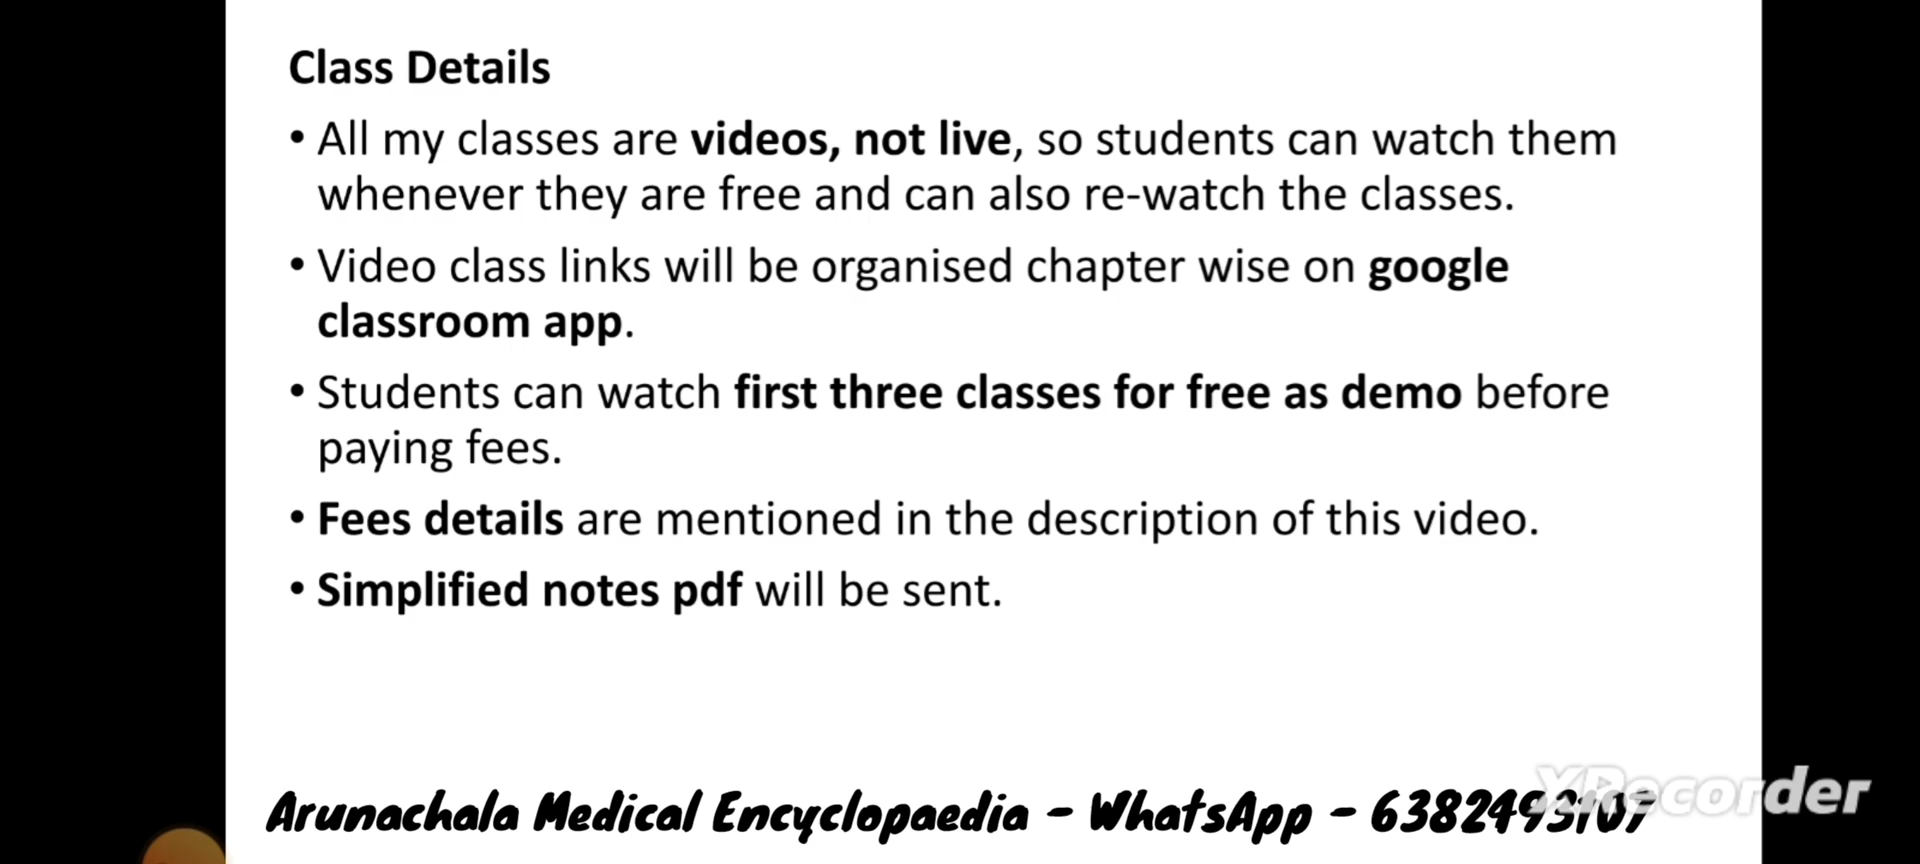 Class Details
• All my classes are videos, not live, so students can watch them
whenever they are free and can also re-watch the classes.
• Video class links will be organised chapter wise on google
classroom app.
• Students can watch first three classes for free as demo before
paying fees.
• Fees details are mentioned in the description of this video.
• Simplified notes pdf will be sent.
XRecorder
Arunachala Medical Encyclopaedia - WhatsApp -